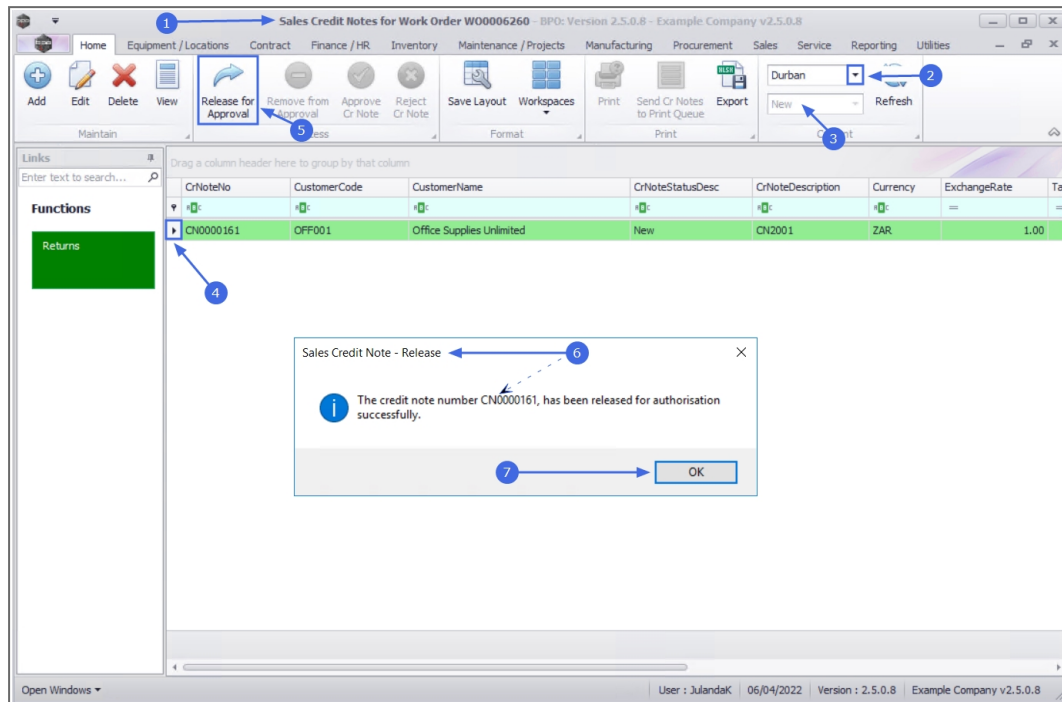 1
Sales Credit Notes for Work Order WO0006260 - BPO: Version 2.5.0.8 - Example Company v2.5.0.8
Home Equipment / Locations Contract Finance / HR Inventory Maintenance / Projects Manufacturing Procurement Sales Service Reporting Utilities
Add Edit Delete View Release for Approval Remove from Approval Approve Cr Note Reject Cr Note Save Layout Workspaces Print Send Cr Notes to Print Queue Export Durban 2
New Refresh
5 3
Maintain Format Print
Links
Enter text to search...
Drag a column header here to group by that column
CrNoteNo CustomerCode CustomerName CrNoteStatusDesc CrNoteDescription Currency ExchangeRate Ta
Functions
CN0000161 OFF001 Office Supplies Unlimited New CN2001 ZAR 1.00
Returns
4
Sales Credit Note - Release 6
The credit note number CN0000161, has been released for authorisation
successfully.
7 OK
Open Windows User : JulandaK 06/04/2022 Version : 2.5.0.8 Example Company v2.5.0.8